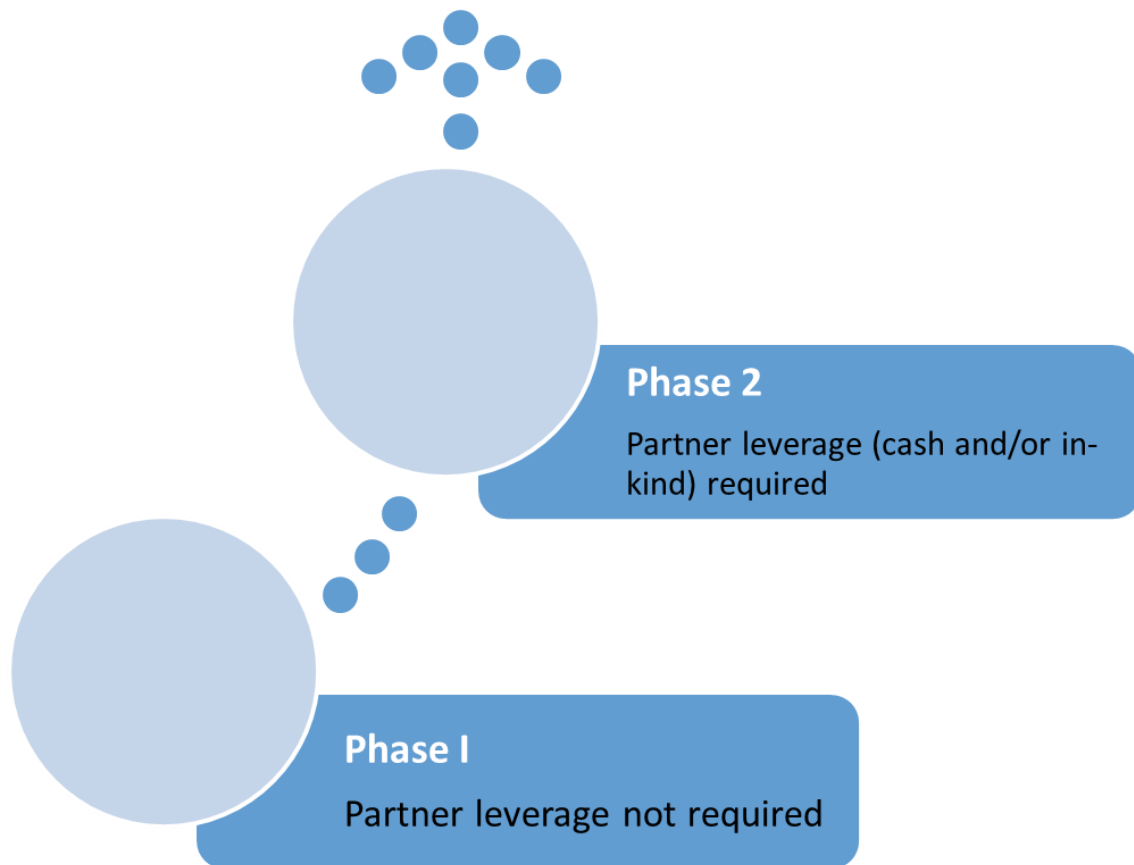 Phase 2
Partner leverage (cash and/or in-
kind) required
Phase I
Partner leverage not required